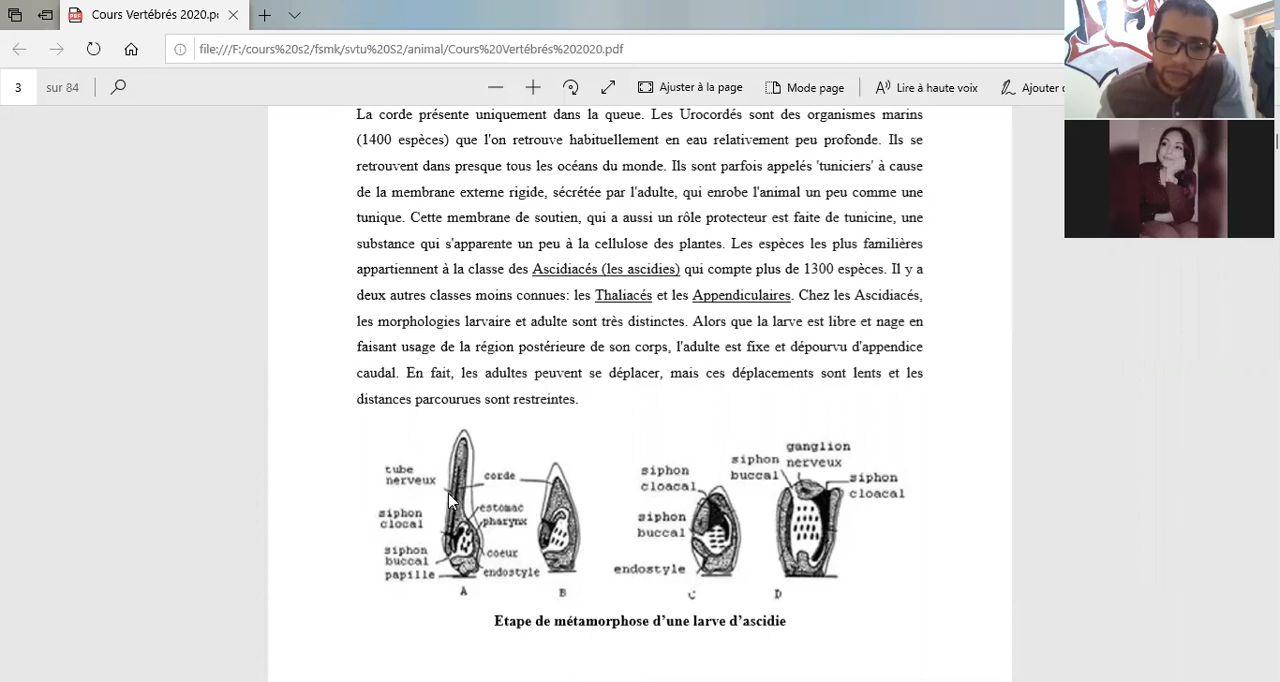 Cours Vertébrés 2020.p
file:///F:/cours%20s2/fsmk/svtu%20S2/animal/Cours%20Vertébrés%202020.pdf
3 sur 84 Ajuster à la page Mode page Lire à haute voix Ajouter
La corde présente uniquement dans la queue. Les Urocordés sont des organismes marins
(1400 espèces) que l'on retrouve habituellement en eau relativement peu profonde. Ils se
retrouvent dans presque tous les océans du monde. Ils sont parfois appelés 'tuniciers' à cause
de la membrane externe rigide, sécrétée par l'adulte, qui enrobe l'animal un peu comme une
tunique. Cette membrane de soutien, qui a aussi un rôle protecteur est faite de tunicine, une
substance qui s'apparente un peu à la cellulose des plantes. Les espèces les plus familières
appartiennent à la classe des Ascidiacés (les ascidies) qui compte plus de 1300 espèces. Il y a
deux autres classes moins connues: les Thaliacés et les Appendiculaires. Chez les Ascidiacés,
les morphologies larvaire et adulte sont très distinctes. Alors que la larve est libre et nage en
faisant usage de la région postérieure de son corps, l'adulte est fixe et dépourvu d'appendice
caudal. En fait, les adultes peuvent se déplacer, mais ces déplacements sont lents et les
distances parcourues sont restreintes.
tube
nerveux
corde
siphon
clocal
estomac
pharynx
siphon
buccal
coeur
papille
endostyle
A
B
siphon
cloacal
siphon
buccal
endostyle
C
siphon
buccal
ganglion
nerveux
siphon
cloacal
D
Etape de métamorphose d'une larve d'ascidie